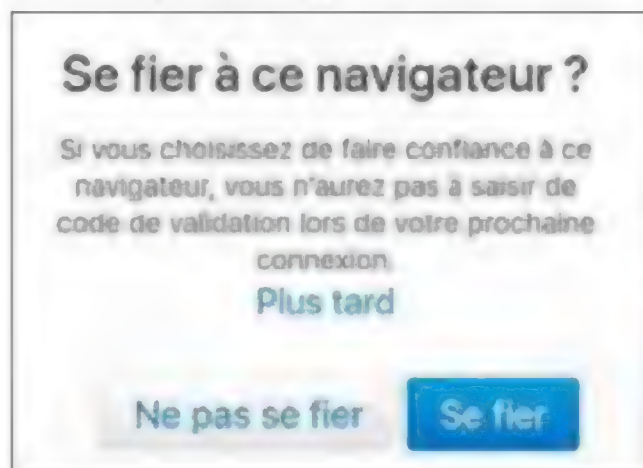 Se fier à ce navigateur ?
Si vous choisissez de faire confiance à ce
navigateur, vous n'aurez pas à saisir de
code de validation lors de votre prochaine
connexion.
Plus tard
Ne pas se fier
Se fier